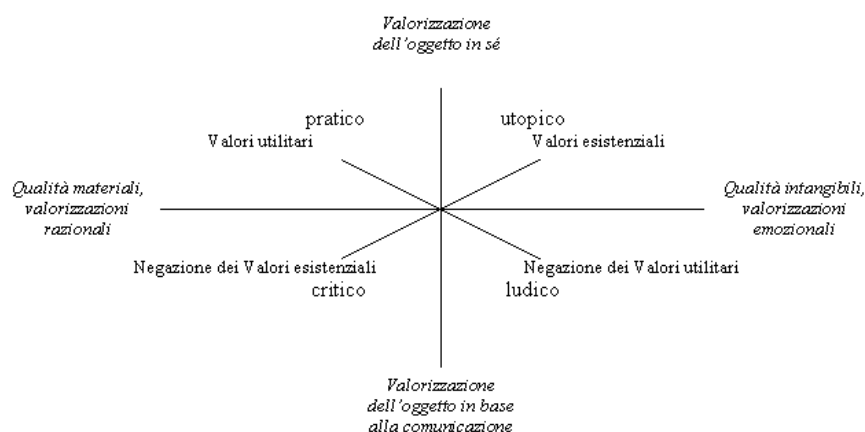 Valorizzazione
dell'oggetto in sé
pratico
utopico
Valori utilitari
Valori esistenziali
Qualità materiali,
valorizzazioni
razionali
Qualità intangibili,
valorizzazioni
emozionali
Negazione dei Valori esistenziali
critico
Negazione dei Valori utilitari
ludico
Valorizzazione
dell'oggetto in base
alla comunicazione